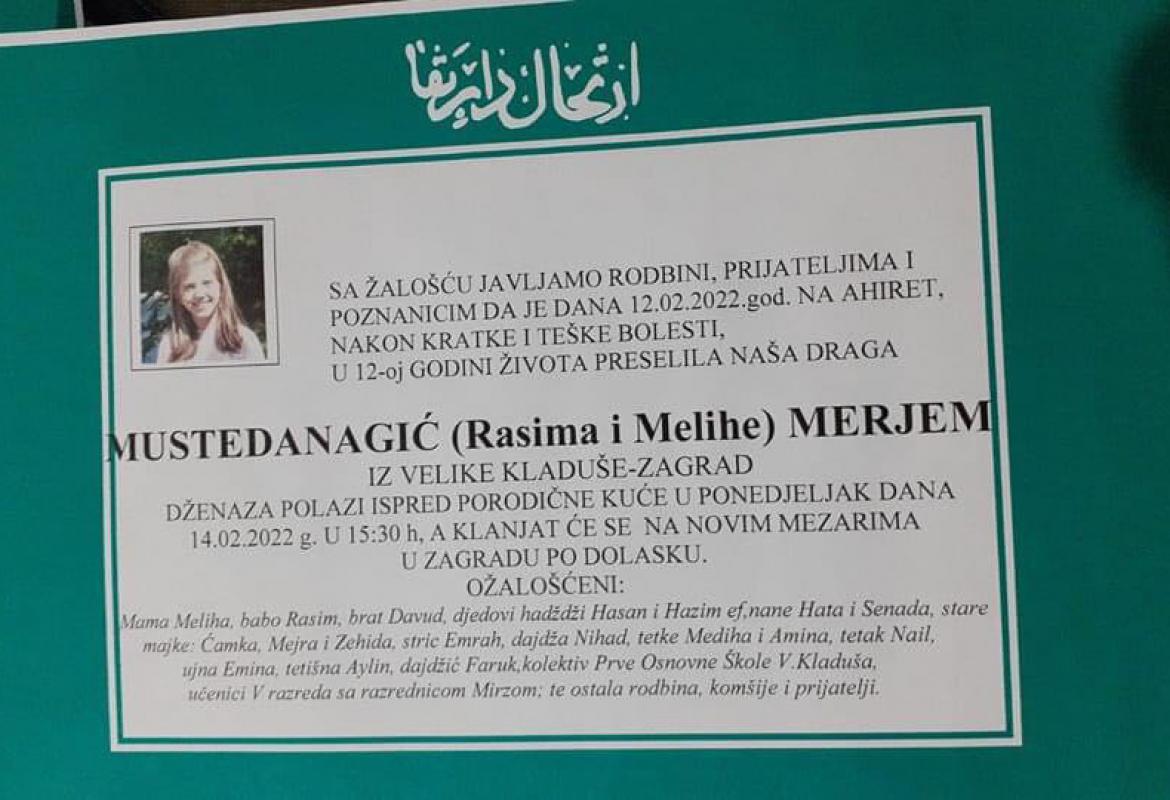 ارتحال دار بقا
SA ŽALOŠĆU JAVLJAMO RODBINI, PRIJATELJIMA I
POZNANICIM DA JE DANA 12.02.2022.god. NA AHIRET,
NAKON KRATKE I TEŠKE BOLESTI,
U 12-oj GODINI ŽIVOTA PRESELILA NAŠA DRAGA
MUSTEDANAGIĆ (Rasima i Melihe) MERJEM
IZ VELIKE KLADUŠE-ZAGRAD
DŽENAZA POLAZI ISPRED PORODIČNE KUĆE U PONEDJELJAK DANA
14.02.2022 g. U 15:30 h, A KLANJAT ĆE SE NA NOVIM MEZARIMA
U ZAGRADU PO DOLASKU.
OŽALOŠĆENI:
Mama Meliha, babo Rasim, brat Davud, djedovi hadždži Hasan i Hazim ef,nane Hata i Senada, stare
majke: Ćamka, Mejra i Zehida, stric Emrah, dajdža Nihad, tetke Mediha i Amina, tetak Nail,
ujna Emina, tetišna Aylin, dajdžić Faruk,kolektiv Prve Osnovne Škole V.Kladuša,
učenici V razreda sa razrednicom Mirzom; te ostala rodbina, komšije i prijatelji.